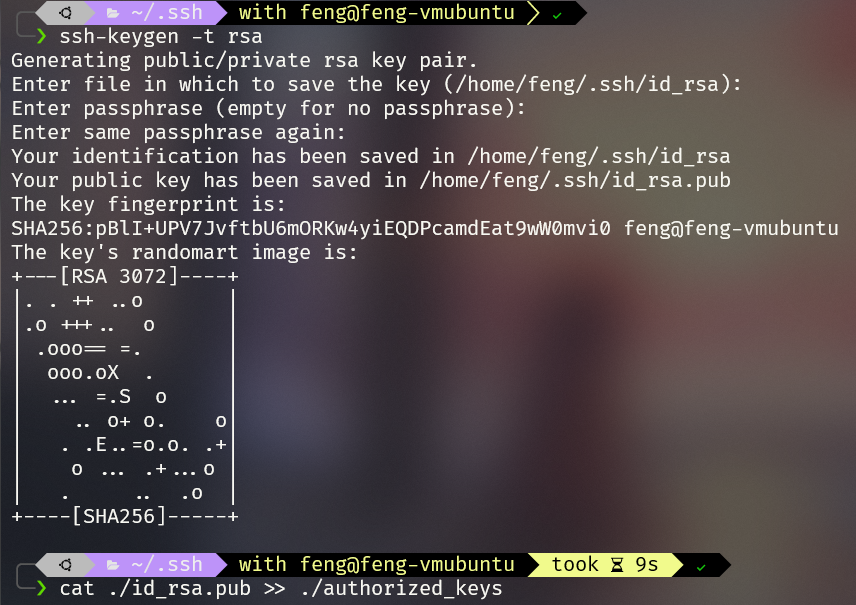 ~/.ssh with feng@feng-vmubuntu ✓
❯ ssh-keygen -t rsa
Generating public/private rsa key pair.
Enter file in which to save the key (/home/feng/.ssh/id_rsa):
Enter passphrase (empty for no passphrase):
Enter same passphrase again:
Your identification has been saved in /home/feng/.ssh/id_rsa
Your public key has been saved in /home/feng/.ssh/id_rsa.pub
The key fingerprint is:
SHA256:pBlI+UPV7JvftbU6mORKw4yiEQDPcamdEat9wW0mvi0 feng@feng-vmubuntu
The key's randomart image is:
+---[RSA 3072]----+
|. . ++ ..o       |
|.o +++..  o      |
| .ooo== =.       |
|  ooo.oX  .      |
|  ... =.S  o     |
|    .. o+ o.    o|
|   . .E..=o.o. .+|
|    o ... .+...o |
|   .     ..  .o  |
+----[SHA256]-----+
~/.ssh with feng@feng-vmubuntu took ⌛ 9s ✓
❯ cat ./id_rsa.pub >> ./authorized_keys